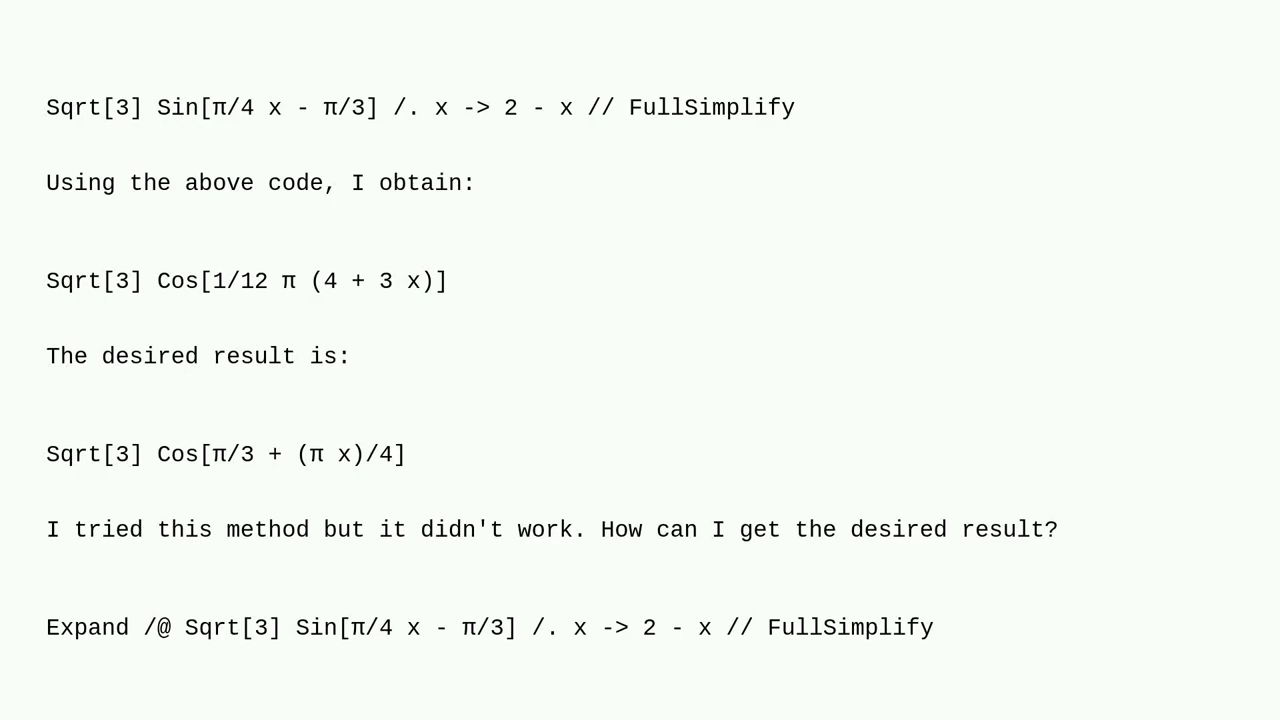 Sqrt[3] Sin[π/4 x - π/3] /. x -> 2 - x // FullSimplify
Using the above code, I obtain:
Sqrt[3] Cos[1/12 π (4 + 3 x)]
The desired result is:
Sqrt[3] Cos[π/3 + (π x)/4]
I tried this method but it didn't work. How can I get the desired result?
Expand /@ Sqrt[3] Sin[π/4 x - π/3] /. x -> 2 - x // FullSimplify